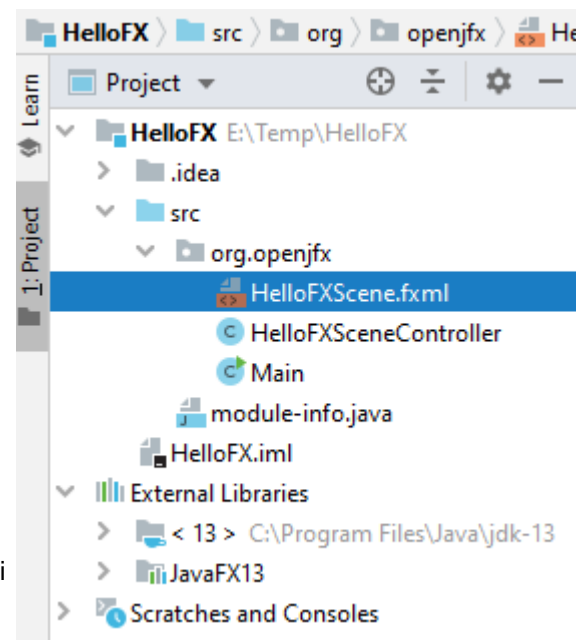 HelloFX src org openjfx He
Learn
1: Project
Project
HelloFX E:\Temp\HelloFX
.idea
src
org.openjfx
HelloFXScene.fxml
HelloFXSceneController
Main
module-info.java
HelloFX.iml
External Libraries
< 13 > C:\Program Files\Java\jdk-13
i
JavaFX13
Scratches and Consoles